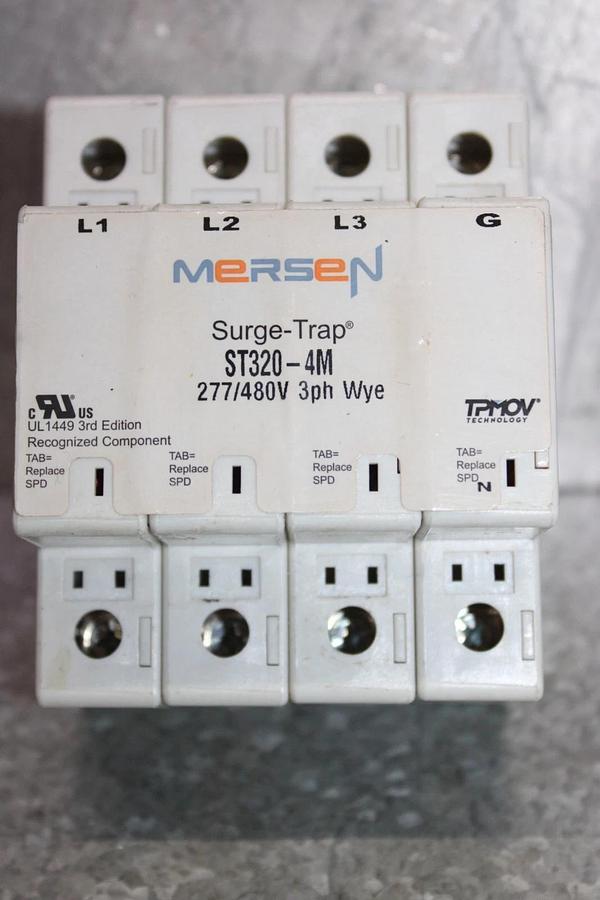 L1 L2 L3 G
MERSEN
Surge-Trap®
ST320-4M
277/480V 3ph Wye
c RU US
TPMOV®
TECHNOLOGY
UL1449 3rd Edition
Recognized Component
TAB=
Replace
SPD
TAB=
Replace
SPD
TAB=
Replace
SPD
TAB=
Replace
SPD
N